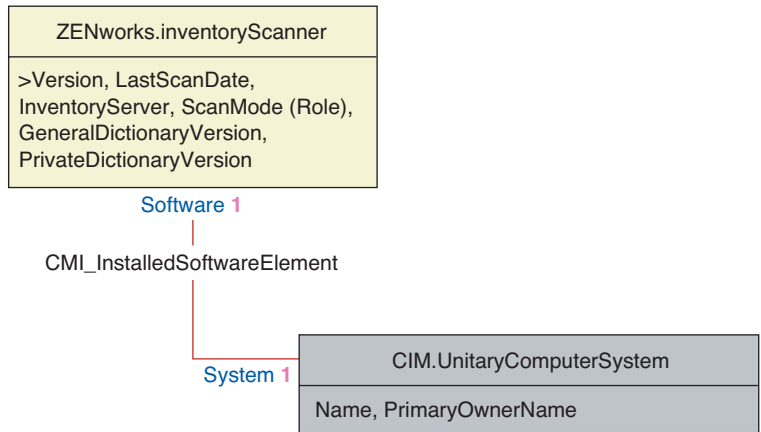 ZENworks.inventoryScanner
>Version, LastScanDate,
InventoryServer, ScanMode (Role),
GeneralDictionaryVersion,
PrivateDictionaryVersion
Software 1
CMI_InstalledSoftwareElement
System 1
CIM.UnitaryComputerSystem
Name, PrimaryOwnerName